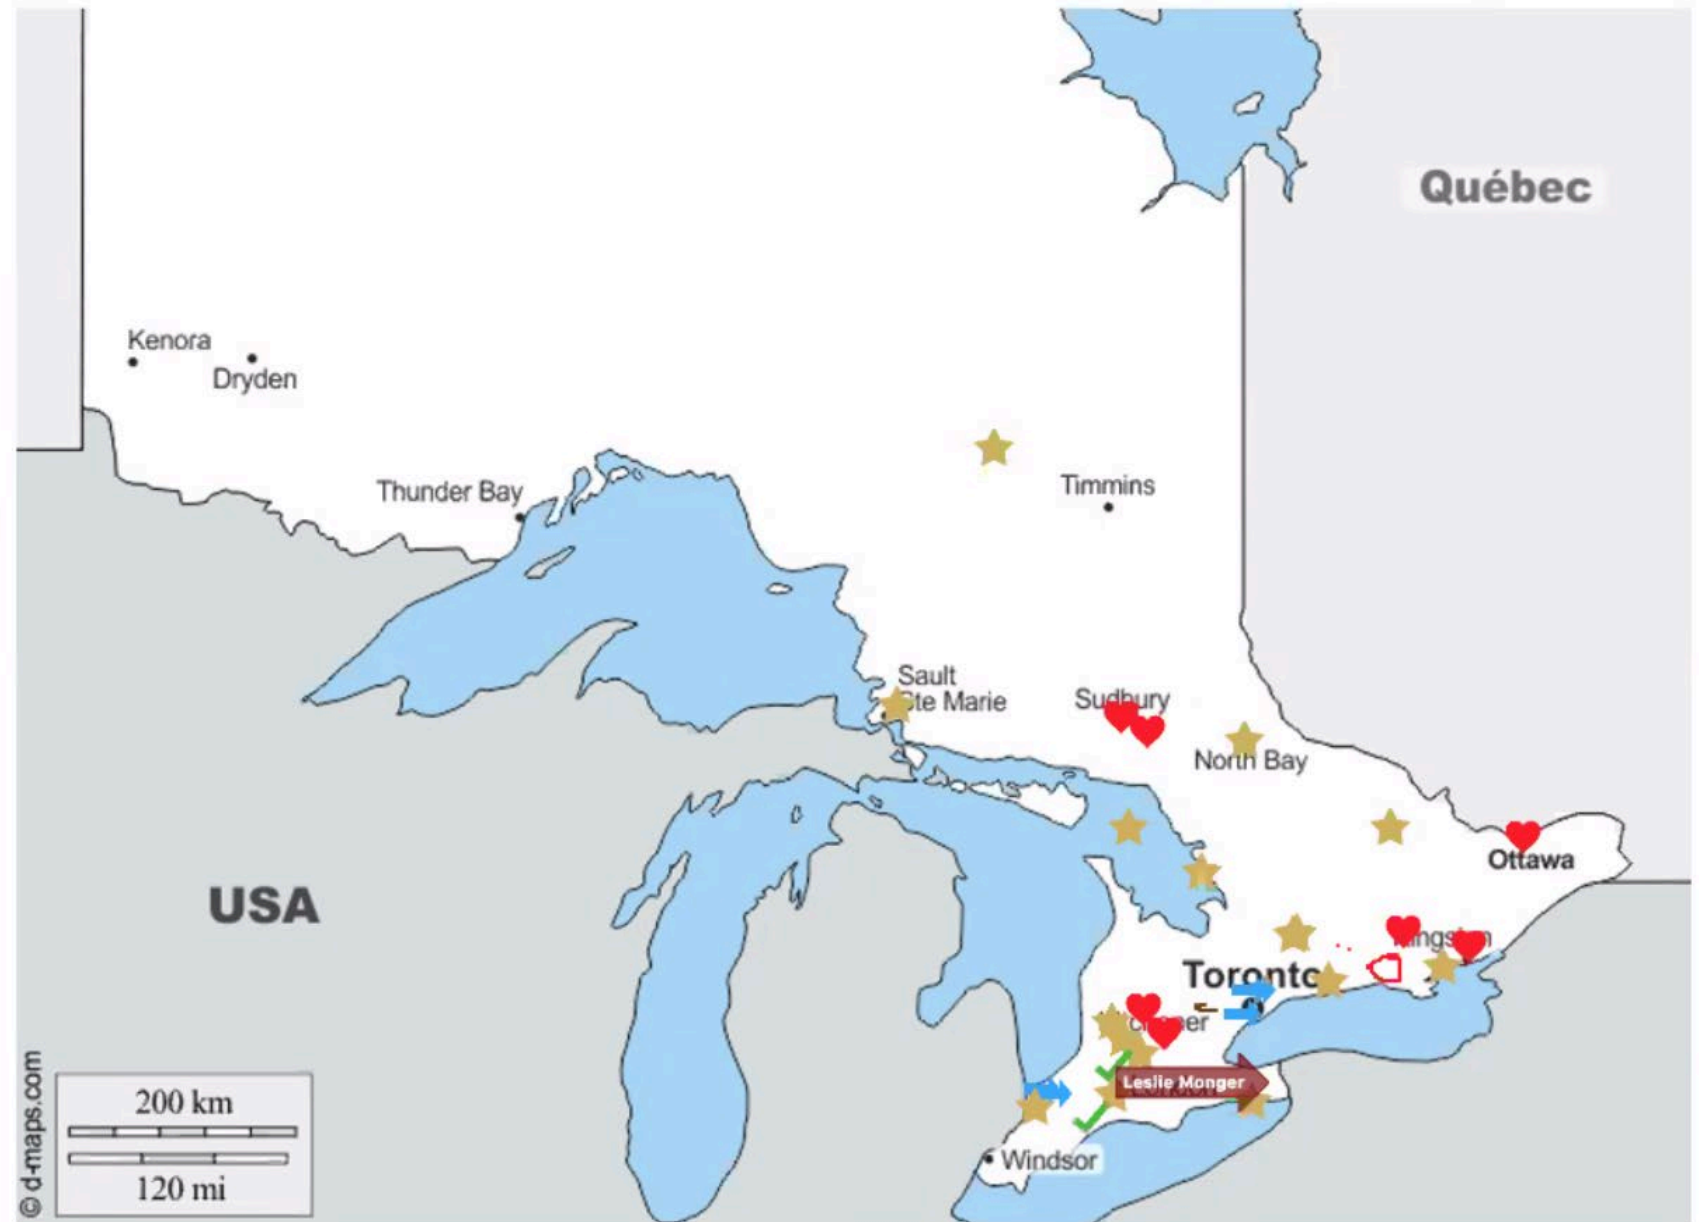 Québec
Kenora
Dryden
Thunder Bay
Timmins
Sault
Ste Marie
Sudbury
North Bay
Ottawa
USA
Toronto
Leslie Monger
Windsor
200 km
120 mi
© d-maps.com